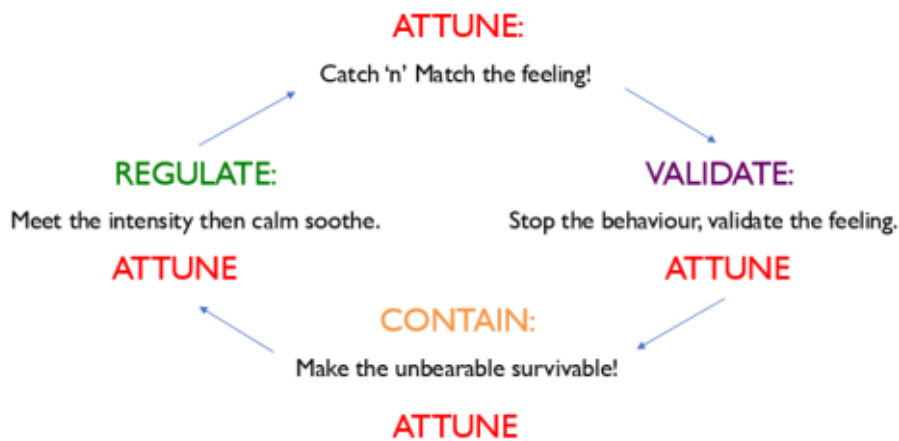 ATTUNE:
Catch ‘n’ Match the feeling!
REGULATE:
Meet the intensity then calm soothe.
ATTUNE
VALIDATE:
Stop the behaviour, validate the feeling.
ATTUNE
CONTAIN:
Make the unbearable survivable!
ATTUNE